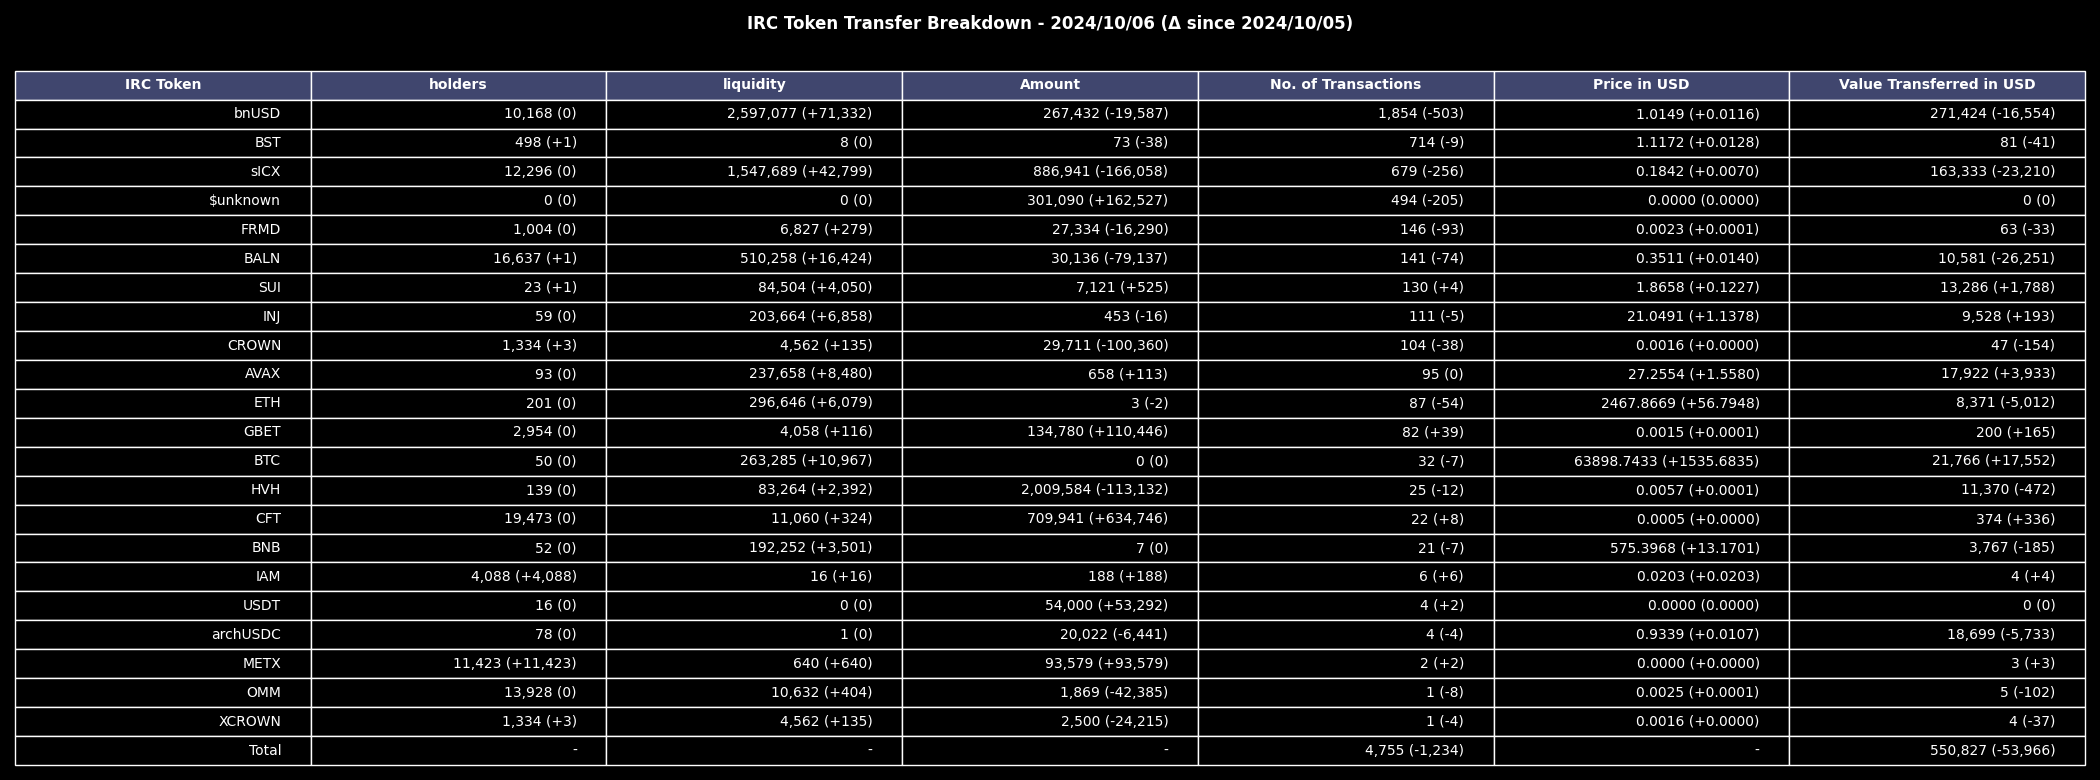 IRC Token Transfer Breakdown - 2024/10/06 (Δ since 2024/10/05)
IRC Token holders liquidity Amount No. of Transactions Price in USD Value Transferred in USD
bnUSD 10,168 (0) 2,597,077 (+71,332) 267,432 (-19,587) 1,854 (-503) 1.0149 (+0.0116) 271,424 (-16,554)
BST 498 (+1) 8 (0) 73 (-38) 714 (-9) 1.1172 (+0.0128) 81 (-41)
sICX 12,296 (0) 1,547,689 (+42,799) 886,941 (-166,058) 679 (-256) 0.1842 (+0.0070) 163,333 (-23,210)
$unknown 0 (0) 0 (0) 301,090 (+162,527) 494 (-205) 0.0000 (0.0000) 0 (0)
FRMD 1,004 (0) 6,827 (+279) 27,334 (-16,290) 146 (-93) 0.0023 (+0.0001) 63 (-33)
BALN 16,637 (+1) 510,258 (+16,424) 30,136 (-79,137) 141 (-74) 0.3511 (+0.0140) 10,581 (-26,251)
SUI 23 (+1) 84,504 (+4,050) 7,121 (+525) 130 (+4) 1.8658 (+0.1227) 13,286 (+1,788)
INJ 59 (0) 203,664 (+6,858) 453 (-16) 111 (-5) 21.0491 (+1.1378) 9,528 (+193)
CROWN 1,334 (+3) 4,562 (+135) 29,711 (-100,360) 104 (-38) 0.0016 (+0.0000) 47 (-154)
AVAX 93 (0) 237,658 (+8,480) 658 (+113) 95 (0) 27.2554 (+1.5580) 17,922 (+3,933)
ETH 201 (0) 296,646 (+6,079) 3 (-2) 87 (-54) 2467.8669 (+56.7948) 8,371 (-5,012)
GBET 2,954 (0) 4,058 (+116) 134,780 (+110,446) 82 (+39) 0.0015 (+0.0001) 200 (+165)
BTC 50 (0) 263,285 (+10,967) 0 (0) 32 (-7) 63898.7433 (+1535.6835) 21,766 (+17,552)
HVH 139 (0) 83,264 (+2,392) 2,009,584 (-113,132) 25 (-12) 0.0057 (+0.0001) 11,370 (-472)
CFT 19,473 (0) 11,060 (+324) 709,941 (+634,746) 22 (+8) 0.0005 (+0.0000) 374 (+336)
BNB 52 (0) 192,252 (+3,501) 7 (0) 21 (-7) 575.3968 (+13.1701) 3,767 (-185)
IAM 4,088 (+4,088) 16 (+16) 188 (+188) 6 (+6) 0.0203 (+0.0203) 4 (+4)
USDT 16 (0) 0 (0) 54,000 (+53,292) 4 (+2) 0.0000 (0.0000) 0 (0)
archUSDC 78 (0) 1 (0) 20,022 (-6,441) 4 (-4) 0.9339 (+0.0107) 18,699 (-5,733)
METX 11,423 (+11,423) 640 (+640) 93,579 (+93,579) 2 (+2) 0.0000 (+0.0000) 3 (+3)
OMM 13,928 (0) 10,632 (+404) 1,869 (-42,385) 1 (-8) 0.0025 (+0.0001) 5 (-102)
XCROWN 1,334 (+3) 4,562 (+135) 2,500 (-24,215) 1 (-4) 0.0016 (+0.0000) 4 (-37)
Total - - - 4,755 (-1,234) - 550,827 (-53,966)